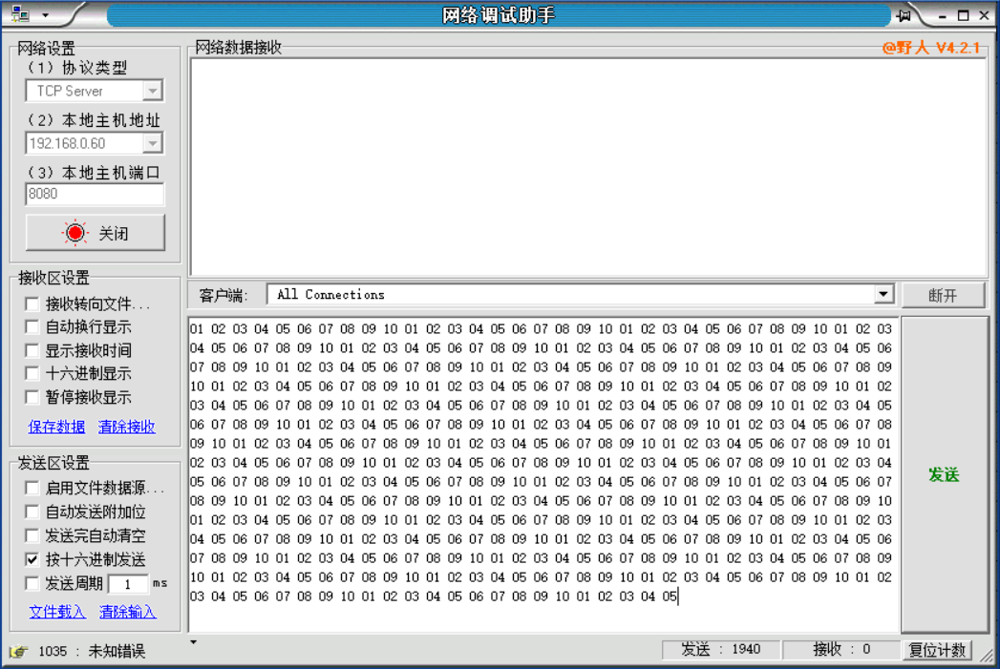 网络调试助手
网络设置
(1) 协议类型
TCP Server
(2) 本地主机地址
192.168.0.60
(3) 本地主机端口
8080
关闭
接收区设置
接收转向文件...
自动换行显示
显示接收时间
十六进制显示
暂停接收显示
保存数据 清除接收
发送区设置
启用文件数据源...
自动发送附加位
发送完自动清空
按十六进制发送
发送周期 1 ms
文件载入 清除输入
网络数据接收
@野人 V4.2.1
客户端: All Connections 断开
01 02 03 04 05 06 07 08 09 10 01 02 03 04 05 06 07 08 09 10 01 02 03 04 05 06 07 08 09 10 01 02 03
04 05 06 07 08 09 10 01 02 03 04 05 06 07 08 09 10 01 02 03 04 05 06 07 08 09 10 01 02 03 04 05 06
07 08 09 10 01 02 03 04 05 06 07 08 09 10 01 02 03 04 05 06 07 08 09 10 01 02 03 04 05 06 07 08 09
10 01 02 03 04 05 06 07 08 09 10 01 02 03 04 05 06 07 08 09 10 01 02 03 04 05 06 07 08 09 10 01 02
03 04 05 06 07 08 09 10 01 02 03 04 05 06 07 08 09 10 01 02 03 04 05 06 07 08 09 10 01 02 03 04 05
06 07 08 09 10 01 02 03 04 05 06 07 08 09 10 01 02 03 04 05 06 07 08 09 10 01 02 03 04 05 06 07 08
09 10 01 02 03 04 05 06 07 08 09 10 01 02 03 04 05 06 07 08 09 10 01 02 03 04 05 06 07 08 09 10 01
02 03 04 05 06 07 08 09 10 01 02 03 04 05 06 07 08 09 10 01 02 03 04 05 06 07 08 09 10 01 02 03 04
05 06 07 08 09 10 01 02 03 04 05 06 07 08 09 10 01 02 03 04 05 06 07 08 09 10 01 02 03 04 05 06 07
08 09 10 01 02 03 04 05 06 07 08 09 10 01 02 03 04 05 06 07 08 09 10 01 02 03 04 05 06 07 08 09 10
01 02 03 04 05 06 07 08 09 10 01 02 03 04 05 06 07 08 09 10 01 02 03 04 05 06 07 08 09 10 01 02 03
04 05 06 07 08 09 10 01 02 03 04 05 06 07 08 09 10 01 02 03 04 05 06 07 08 09 10 01 02 03 04 05 06
07 08 09 10 01 02 03 04 05 06 07 08 09 10 01 02 03 04 05 06 07 08 09 10 01 02 03 04 05 06 07 08 09
10 01 02 03 04 05 06 07 08 09 10 01 02 03 04 05 06 07 08 09 10 01 02 03 04 05 06 07 08 09 10 01 02
03 04 05 06 07 08 09 10 01 02 03 04 05 06 07 08 09 10 01 02 03 04 05
发送
1035 : 未知错误 发送 : 1940 接收 : 0 复位计数